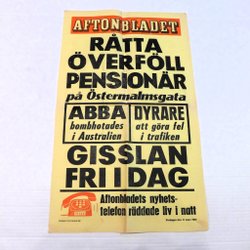 AFTONBLADET
RÅTTA
ÖVERFÖLL
PENSIONÄR
på Östermalmsgata
ABBA
bombhotades
i Australien
DYRARE
att göra fel
i trafiken
GISSLAN
FRI IDAG
Aftonbladets nyhets-
telefon räddade liv i natt